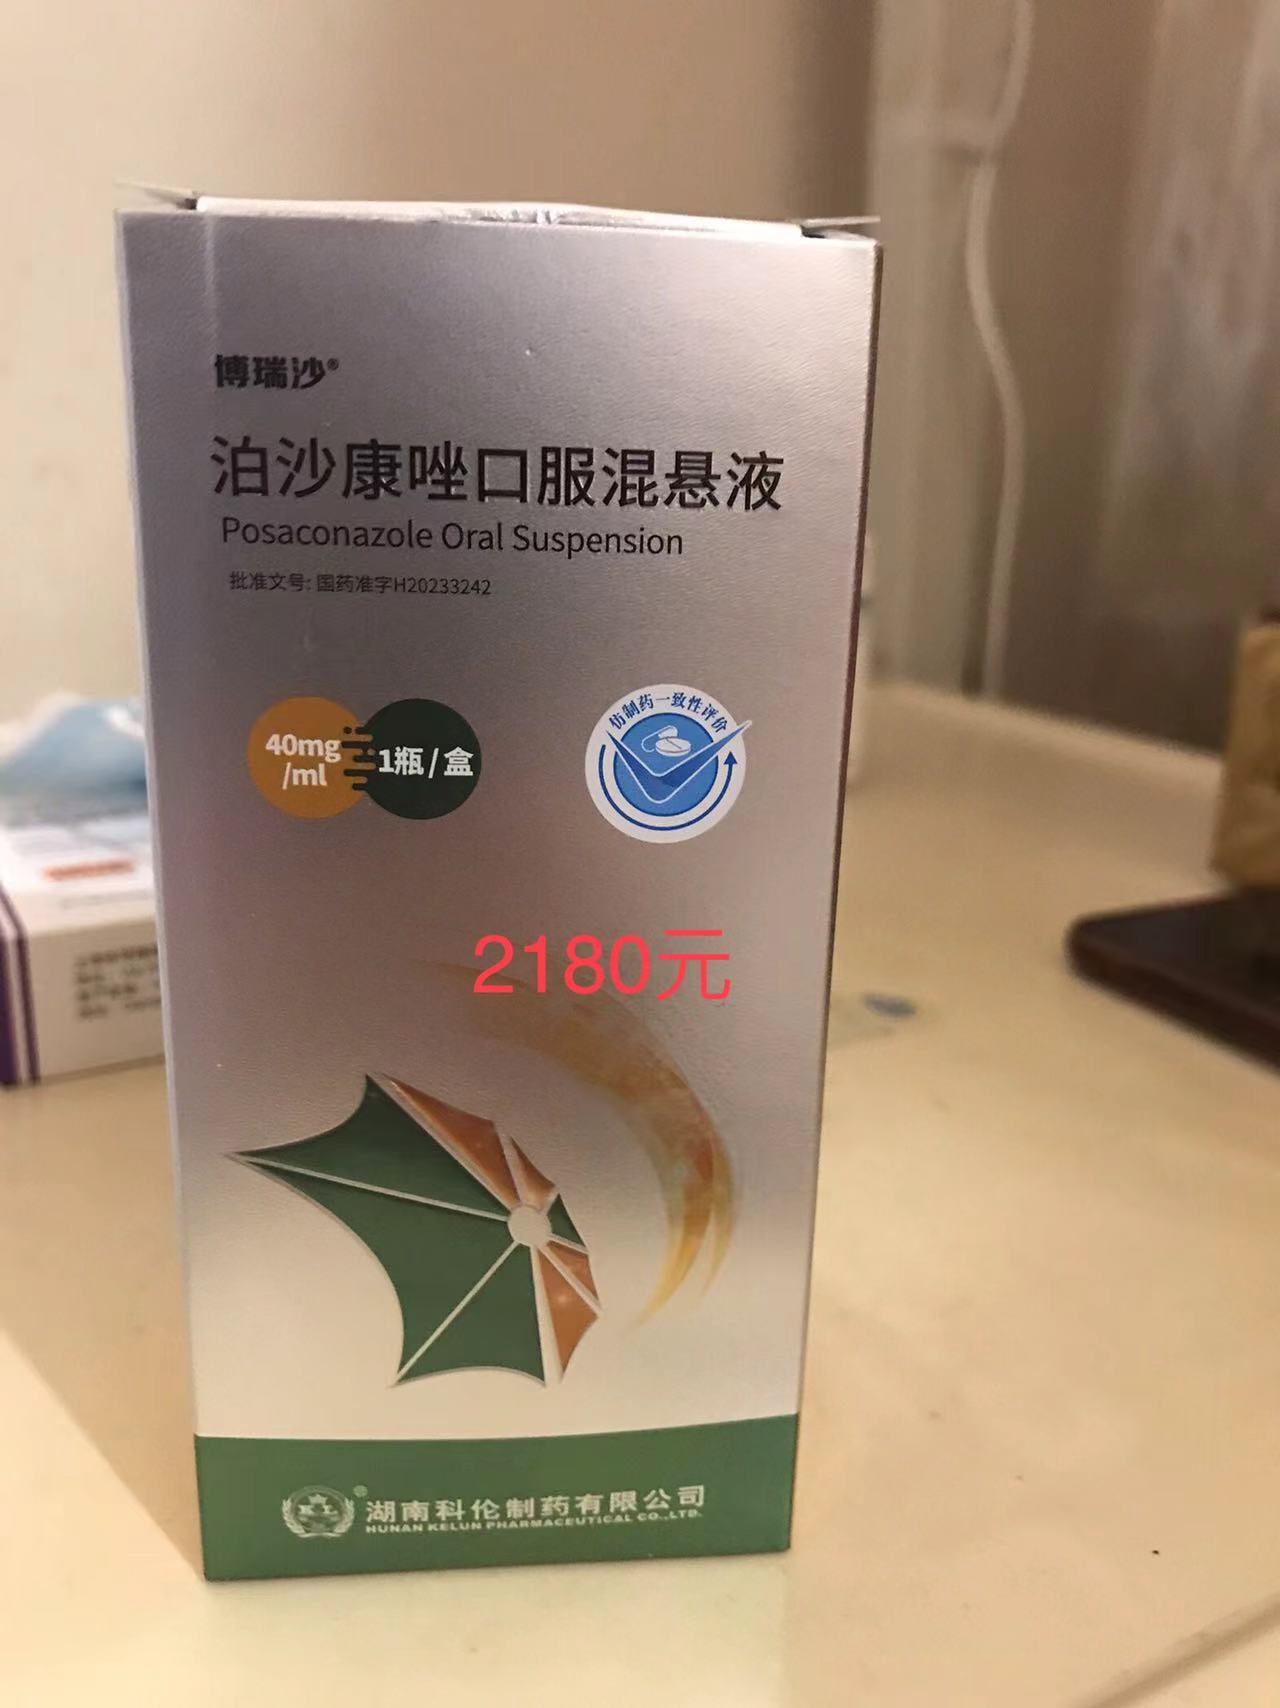 博瑞沙®
泊沙康唑口服混悬液
Posaconazole Oral Suspension
批准文号: 国药准字H20233242
40mg
/ml
1瓶/盒
仿制药一致性评价
2180元
KL
®
湖南科伦制药有限公司
HUNAN KELUN PHARMACEUTICAL CO.,LTD.